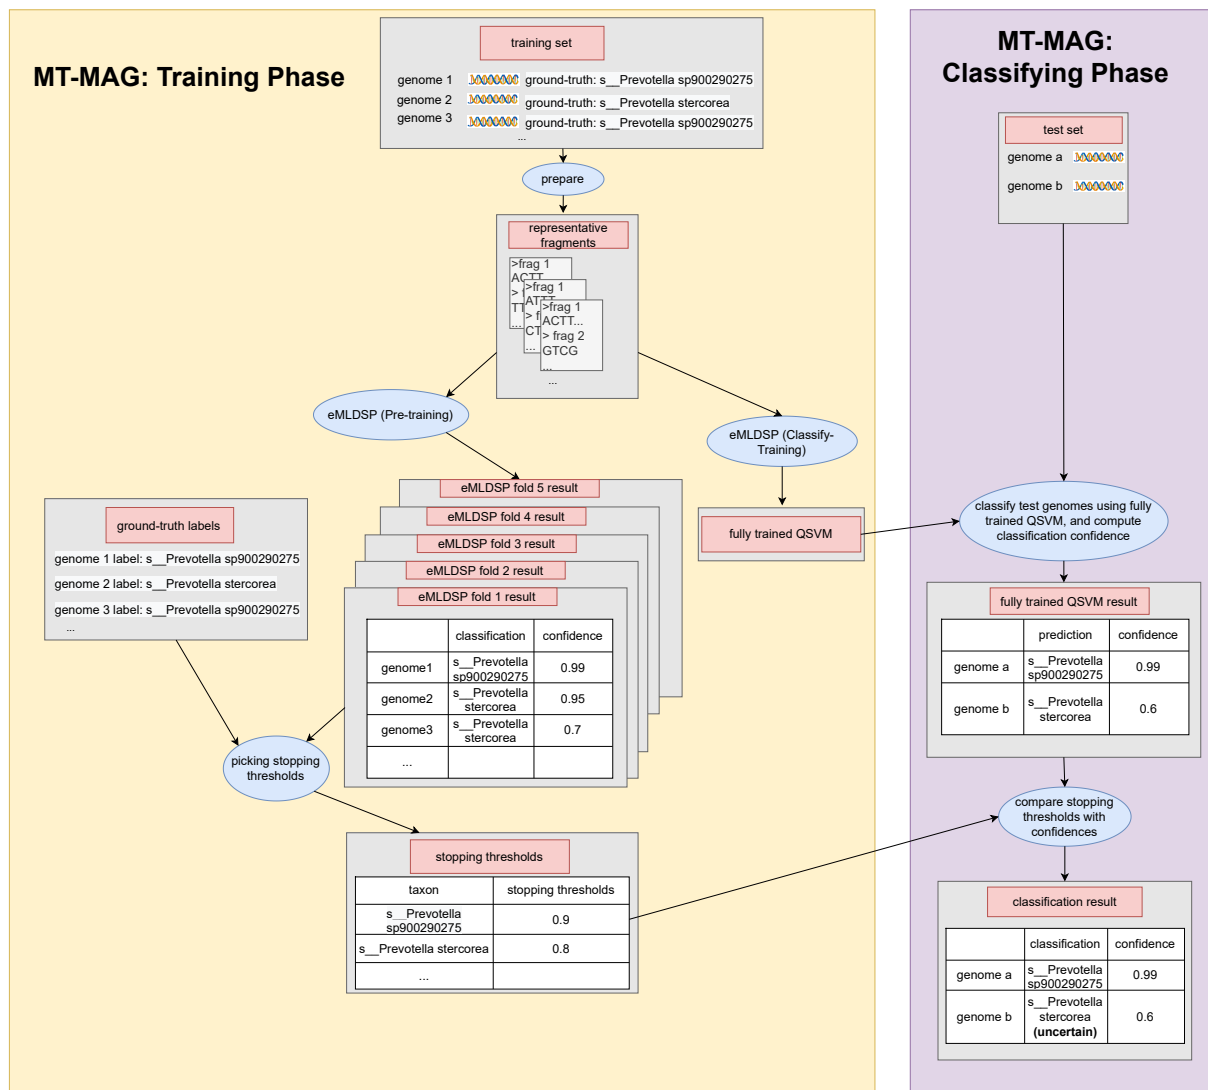 MT-MAG: Training Phase
training set
genome 1 ground-truth: s__Prevotella sp900290275
genome 2 ground-truth: s__Prevotella stercorea
genome 3 ground-truth: s__Prevotella sp900290275
...
prepare
representative
fragments
>frag 1
ACTT
> f
TT
...
>frag 1
ATTT
> f
CT
...
>frag 1
ACTT...
> frag 2
GTCG
...
...
eMLDSP (Pre-training)
eMLDSP (Classify-
Training)
fully trained QSVM
ground-truth labels
genome 1 label: s__Prevotella sp900290275
genome 2 label: s__Prevotella stercorea
genome 3 label: s__Prevotella sp900290275
...
eMLDSP fold 5 result
eMLDSP fold 4 result
eMLDSP fold 3 result
eMLDSP fold 2 result
eMLDSP fold 1 result
classification confidence
genome1 s__Prevotella sp900290275 0.99
genome2 s__Prevotella stercorea 0.95
genome3 s__Prevotella stercorea 0.7
...
picking stopping
thresholds
stopping thresholds
taxon stopping thresholds
s__Prevotella sp900290275 0.9
s__Prevotella stercorea 0.8
...
MT-MAG:
Classifying Phase
test set
genome a
genome b
classify test genomes using fully
trained QSVM, and compute
classification confidence
fully trained QSVM result
prediction confidence
genome a s__Prevotella sp900290275 0.99
genome b s__Prevotella stercorea 0.6
compare stopping
thresholds with
confidences
classification result
classification confidence
genome a s__Prevotella sp900290275 0.99
genome b s__Prevotella stercorea (uncertain) 0.6